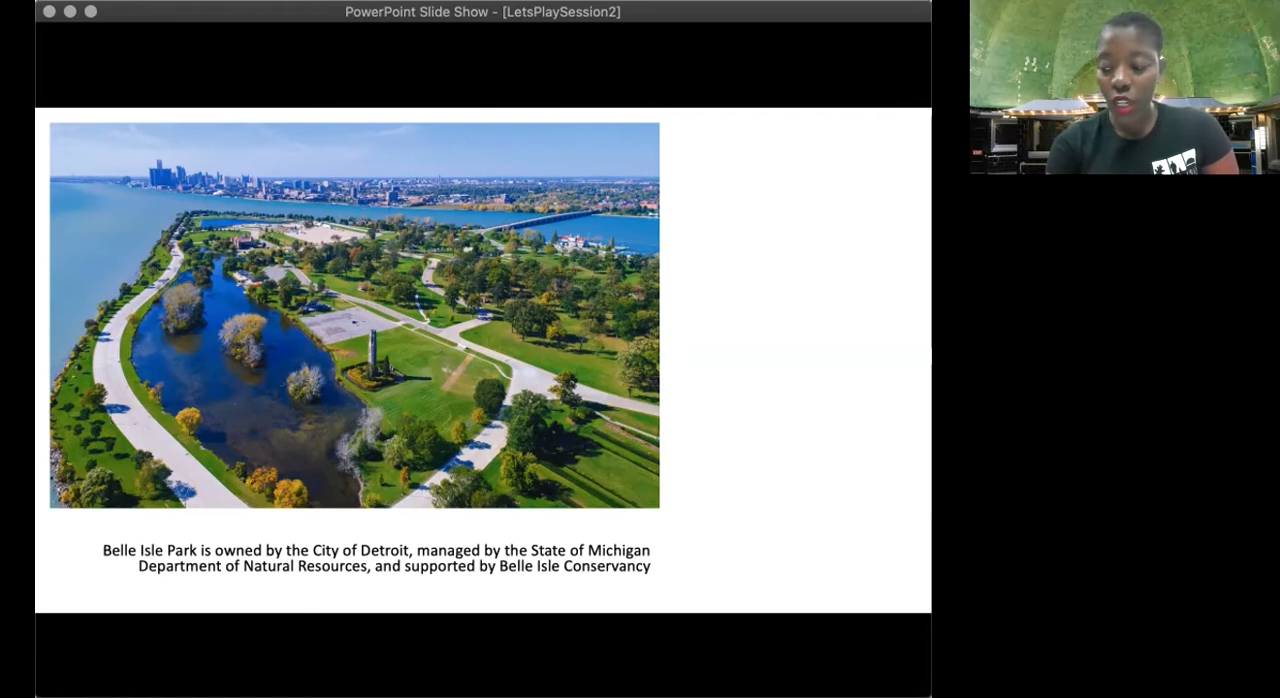 PowerPoint Slide Show - [LetsPlaySession2]
Belle Isle Park is owned by the City of Detroit, managed by the State of Michigan
Department of Natural Resources, and supported by Belle Isle Conservancy